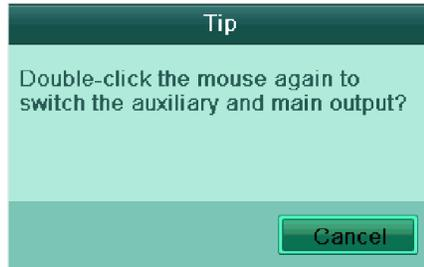 Tip
Double-click the mouse again to
switch the auxiliary and main output?
Cancel